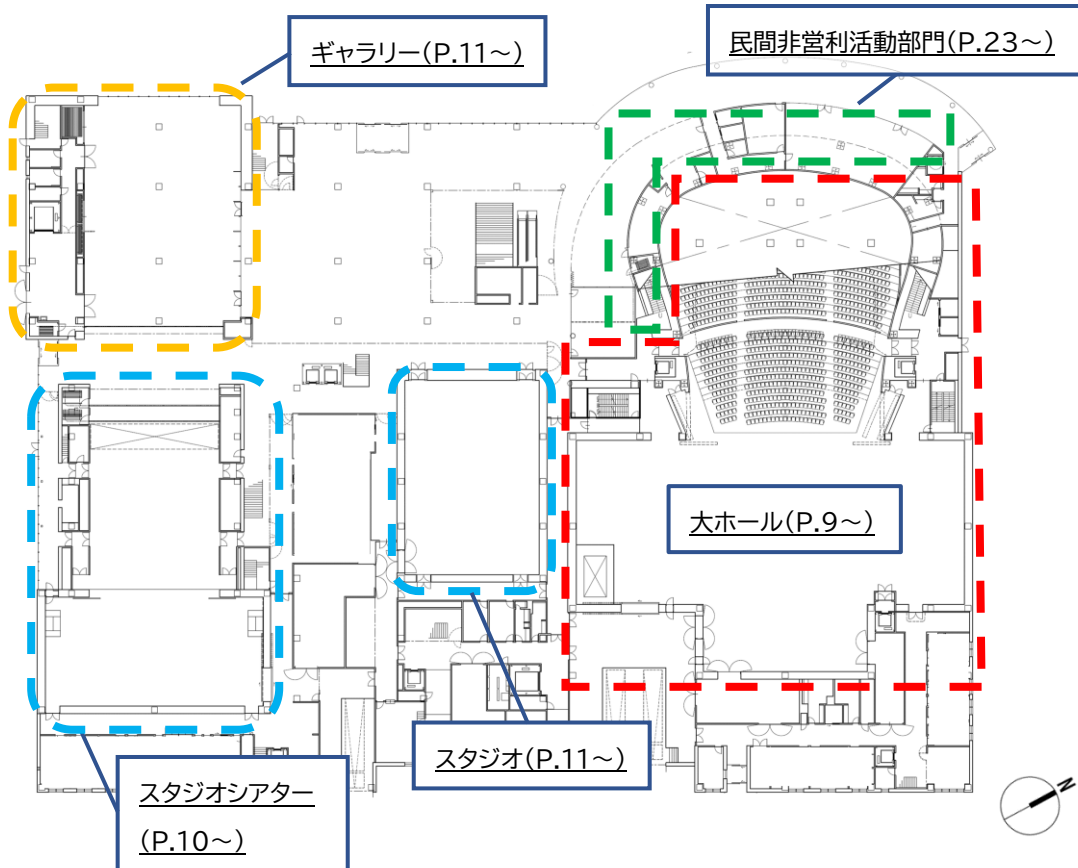 ギャラリー(P.11~)
民間非営利活動部門(P.23~)
大ホール(P.9~)
スタジオ(P.11~)
スタジオシアター
(P.10~)
N